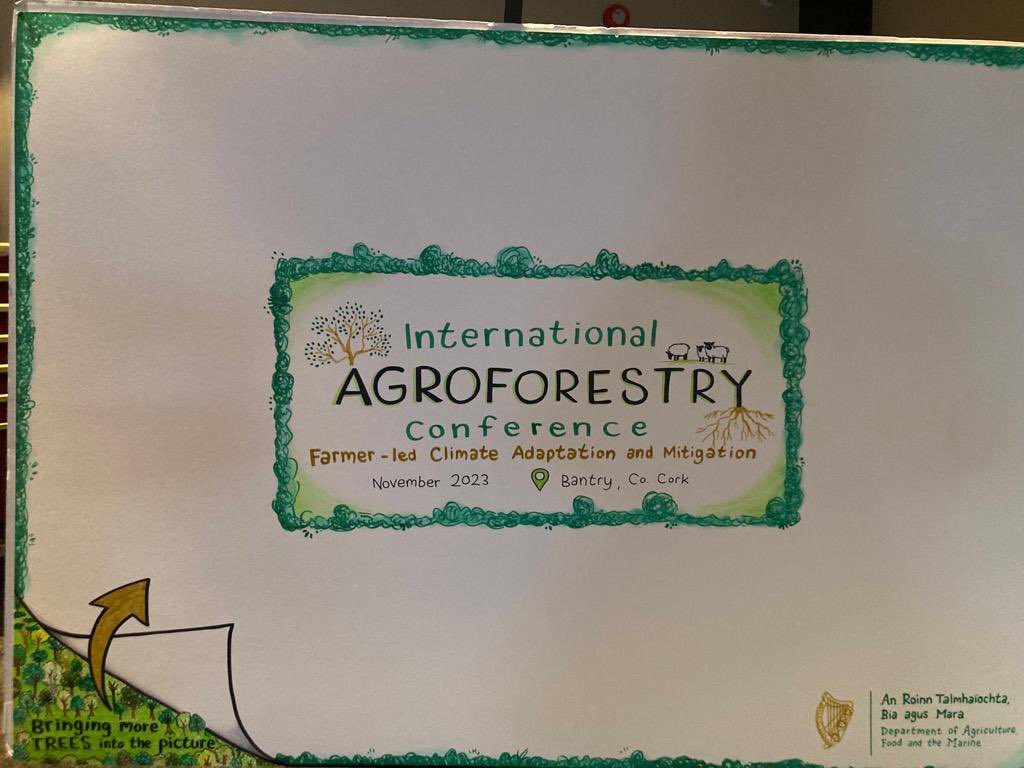 International
AGROFORESTRY
Conference
Farmer-led Climate Adaptation and Mitigation
November 2023 Bantry, Co. Cork
Bringing more
TREES into the picture
An Roinn Talmhaíochta,
Bia agus Mara
Department of Agriculture,
Food and the Marine